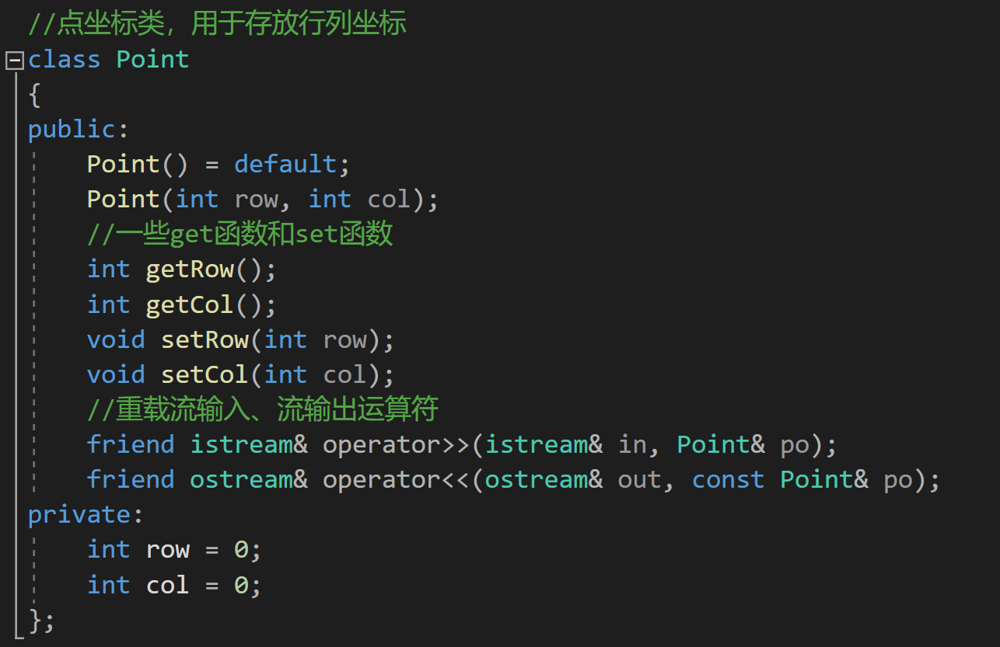 //点坐标类，用于存放行列坐标
class Point
{
public:
    Point() = default;
    Point(int row, int col);
    //一些get函数和set函数
    int getRow();
    int getCol();
    void setRow(int row);
    void setCol(int col);
    //重载流输入、流输出运算符
    friend istream& operator>>(istream& in, Point& po);
    friend ostream& operator<<(ostream& out, const Point& po);
private:
    int row = 0;
    int col = 0;
};